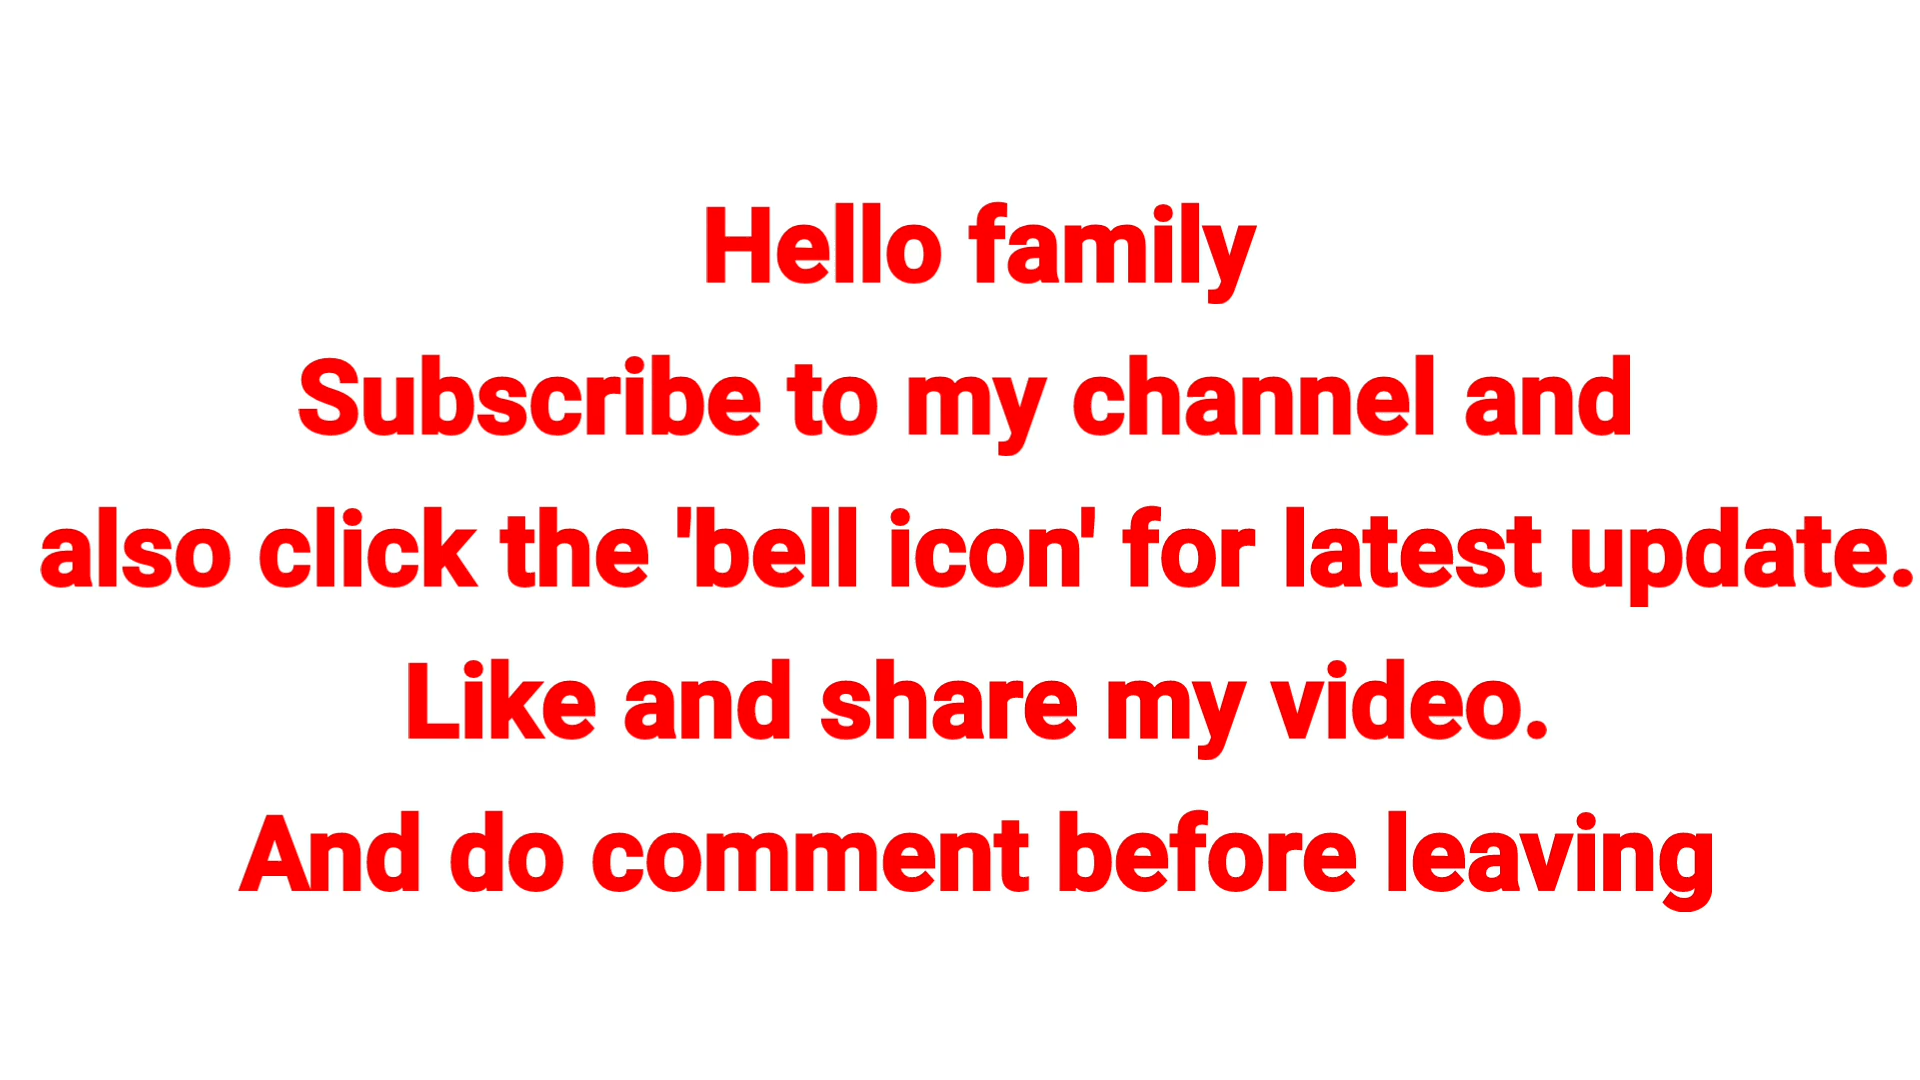 Hello family
Subscribe to my channel and
also click the 'bell icon' for latest update.
Like and share my video.
And do comment before leaving